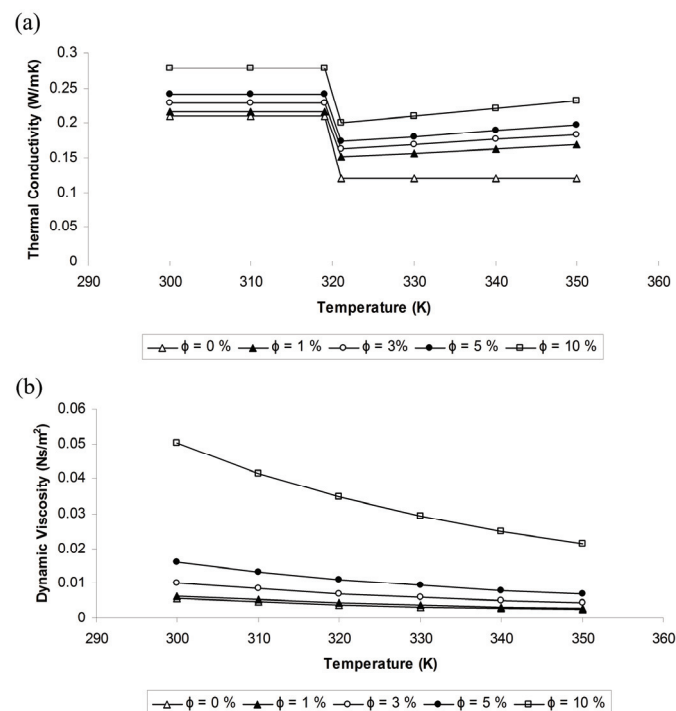 (a)
Thermal Conductivity (W/mK)
0.3
0.25
0.2
0.15
0.1
0.05
0
290 300 310 320 330 340 350 360
Temperature (K)
ϕ = 0 % ϕ = 1 % ϕ = 3% ϕ = 5 % ϕ = 10 %
(b)
Dynamic Viscosity (Ns/m²)
0.06
0.05
0.04
0.03
0.02
0.01
0
290 300 310 320 330 340 350 360
Temperature (K)
ϕ = 0 % ϕ = 1 % ϕ = 3 % ϕ = 5 % ϕ = 10 %